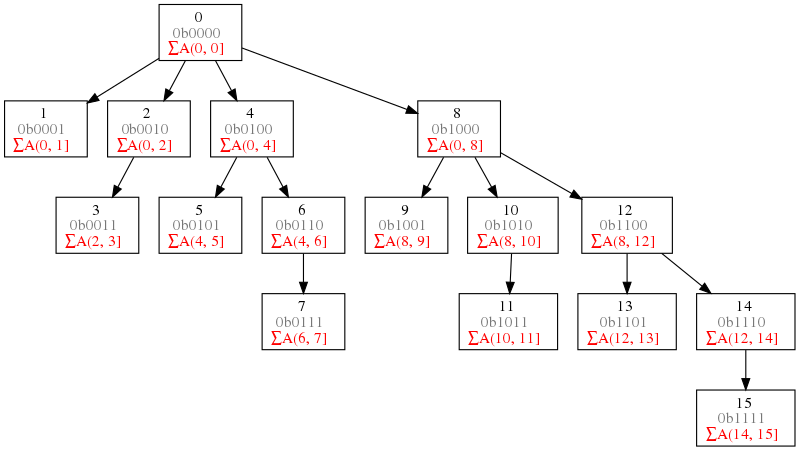 0
0b0000
∑A(0, 0]
1
0b0001
∑A(0, 1]
2
0b0010
∑A(0, 2]
4
0b0100
∑A(0, 4]
8
0b1000
∑A(0, 8]
3
0b0011
∑A(2, 3]
5
0b0101
∑A(4, 5]
6
0b0110
∑A(4, 6]
9
0b1001
∑A(8, 9]
10
0b1010
∑A(8, 10]
12
0b1100
∑A(8, 12]
7
0b0111
∑A(6, 7]
11
0b1011
∑A(10, 11]
13
0b1101
∑A(12, 13]
14
0b1110
∑A(12, 14]
15
0b1111
∑A(14, 15]